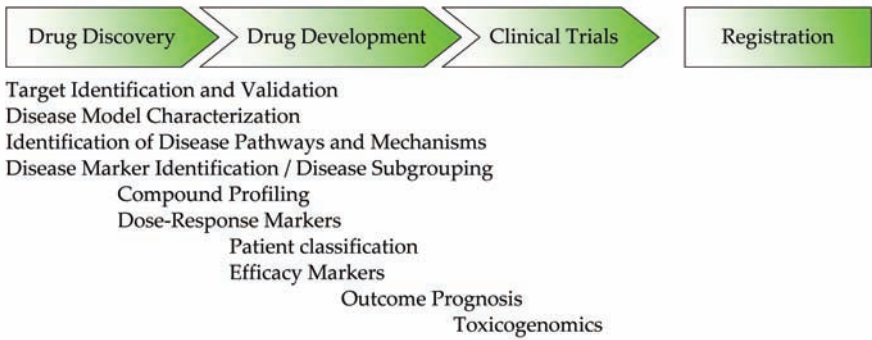 Drug Discovery Drug Development Clinical Trials Registration
Target Identification and Validation
Disease Model Characterization
Identification of Disease Pathways and Mechanisms
Disease Marker Identification / Disease Subgrouping
Compound Profiling
Dose-Response Markers
Patient classification
Efficacy Markers
Outcome Prognosis
Toxicogenomics